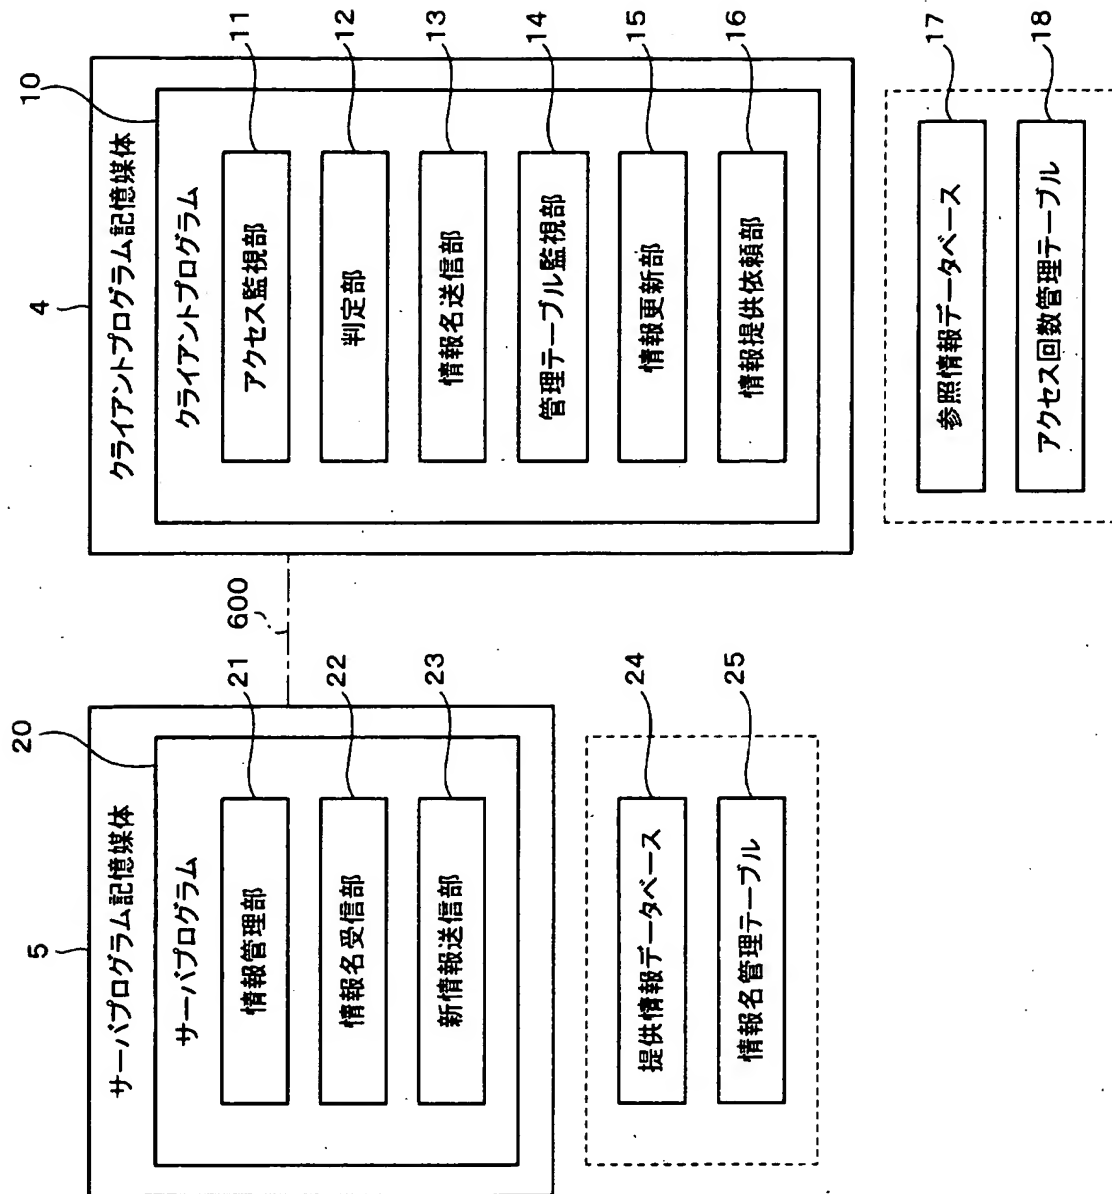 5
サーバプログラム記憶媒体
20
サーバプログラム
情報管理部
21
情報名受信部
22
新情報送信部
23
提供情報データベース
24
情報名管理テーブル
25
600
4
クライアントプログラム記憶媒体
10
クライアントプログラム
アクセス監視部
11
判定部
12
情報名送信部
13
管理テーブル監視部
14
情報更新部
15
情報提供依頼部
16
参照情報データベース
17
アクセス回数管理テーブル
18